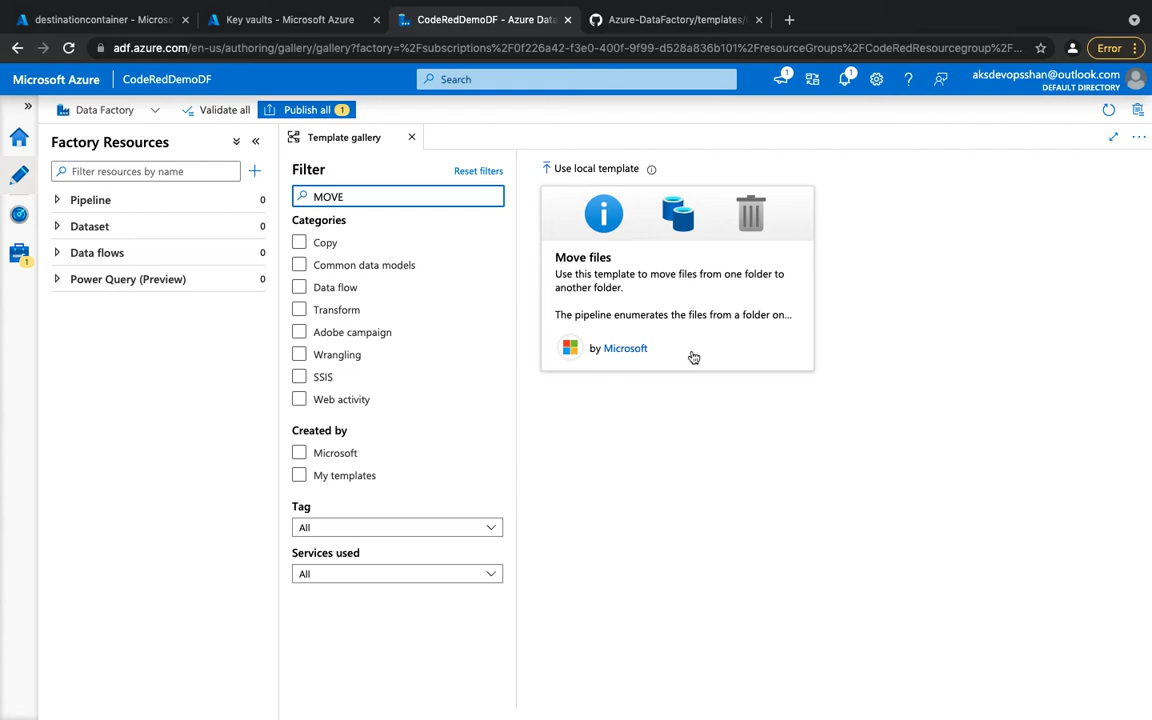 destinationcontainer - Microso
Key vaults - Microsoft Azure
CodeRedDemoDF - Azure Data
Azure-DataFactory/templates/
adf.azure.com/en-us/authoring/gallery/gallery?factory=%2Fsubscriptions%2F0f226a42-f3e0-400f-9f99-d528a836b101%2FresourceGroups%2FCodeRedResourcegroup%2F...
Error
Microsoft Azure
CodeRedDemoDF
Search
1
1
aksdevopsshan@outlook.com
DEFAULT DIRECTORY
Data Factory
Validate all
Publish all 1
Factory Resources
Filter resources by name
Pipeline 0
Dataset 0
Data flows 0
Power Query (Preview) 0
1
Template gallery
Filter
Reset filters
MOVE
Categories
Copy
Common data models
Data flow
Transform
Adobe campaign
Wrangling
SSIS
Web activity
Created by
Microsoft
My templates
Tag
All
Services used
All
Use local template
Move files
Use this template to move files from one folder to
another folder.
The pipeline enumerates the files from a folder on...
by Microsoft